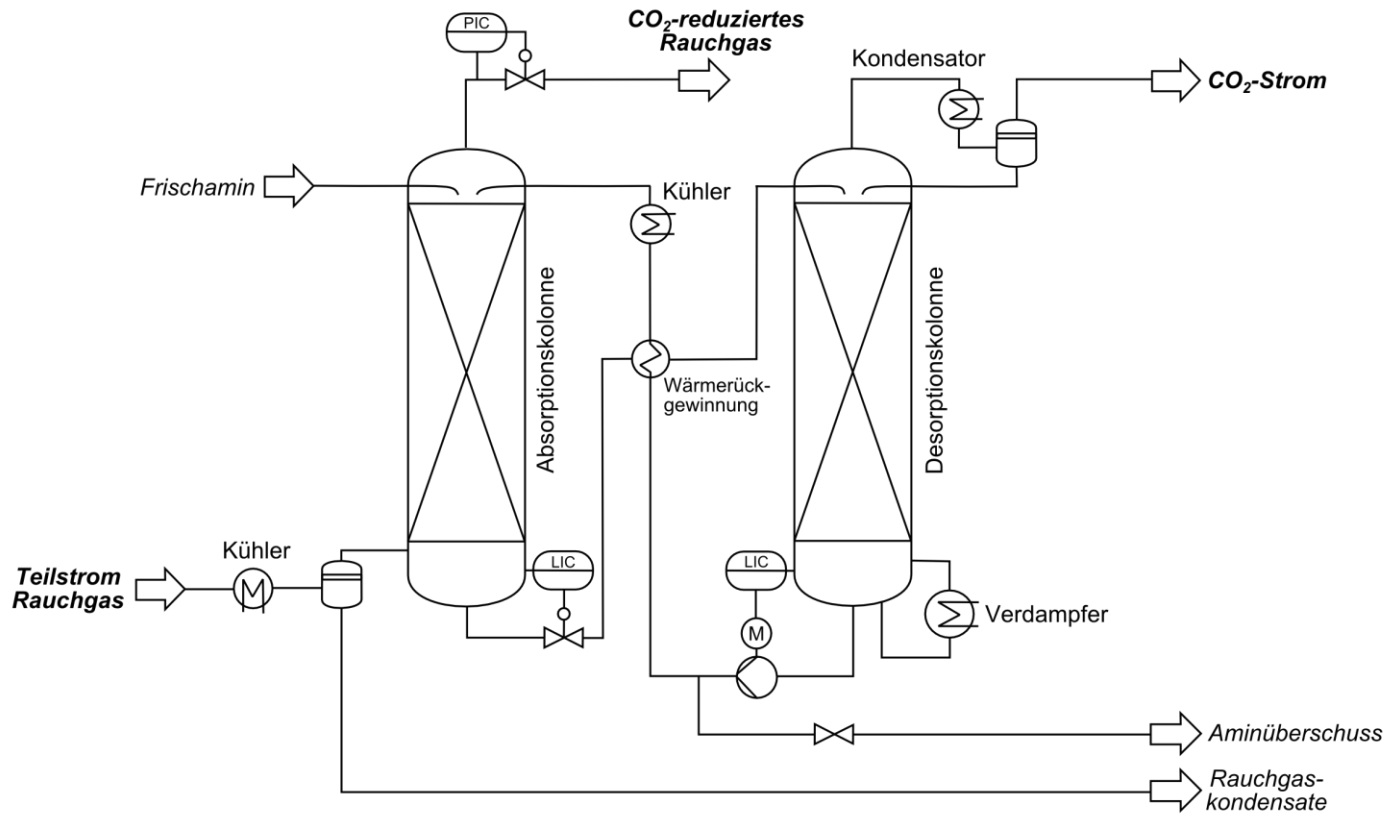 PIC
CO₂-reduziertes
Rauchgas
Kondensator
CO₂-Strom
Frischamin
Kühler
Absorptionskolonne
Desorptionskolonne
Wärmerück-
gewinnung
Kühler
LIC
LIC
Teilstrom
Rauchgas
M
Verdampfer
Aminüberschuss
Rauchgas-
kondensate